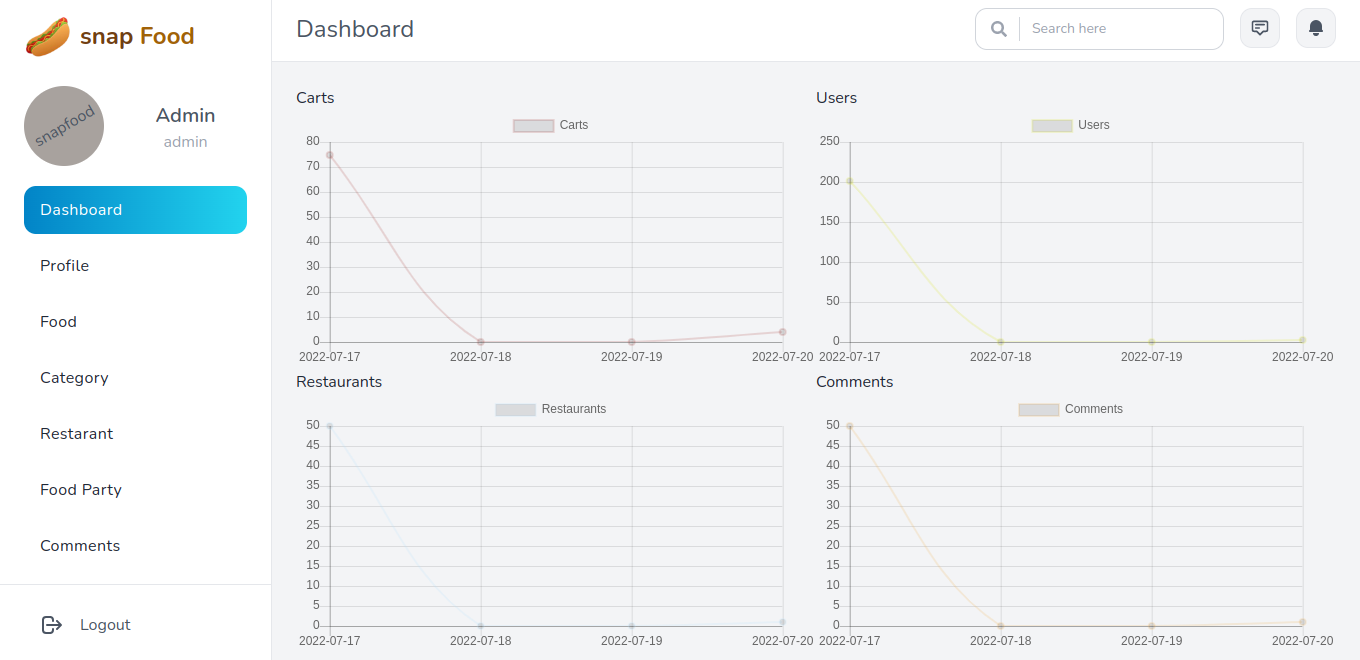 snap Food
Dashboard
Search here
snapfood
Admin
admin
Dashboard
Profile
Food
Category
Restarant
Food Party
Comments
Logout
Carts
Carts
80
70
60
50
40
30
20
10
0
2022-07-17 2022-07-18 2022-07-19 2022-07-20
Users
Users
250
200
150
100
50
0
2022-07-17 2022-07-18 2022-07-19 2022-07-20
Restaurants
Restaurants
50
45
40
35
30
25
20
15
10
5
0
2022-07-17 2022-07-18 2022-07-19 2022-07-20
Comments
Comments
50
45
40
35
30
25
20
15
10
5
0
2022-07-17 2022-07-18 2022-07-19 2022-07-20